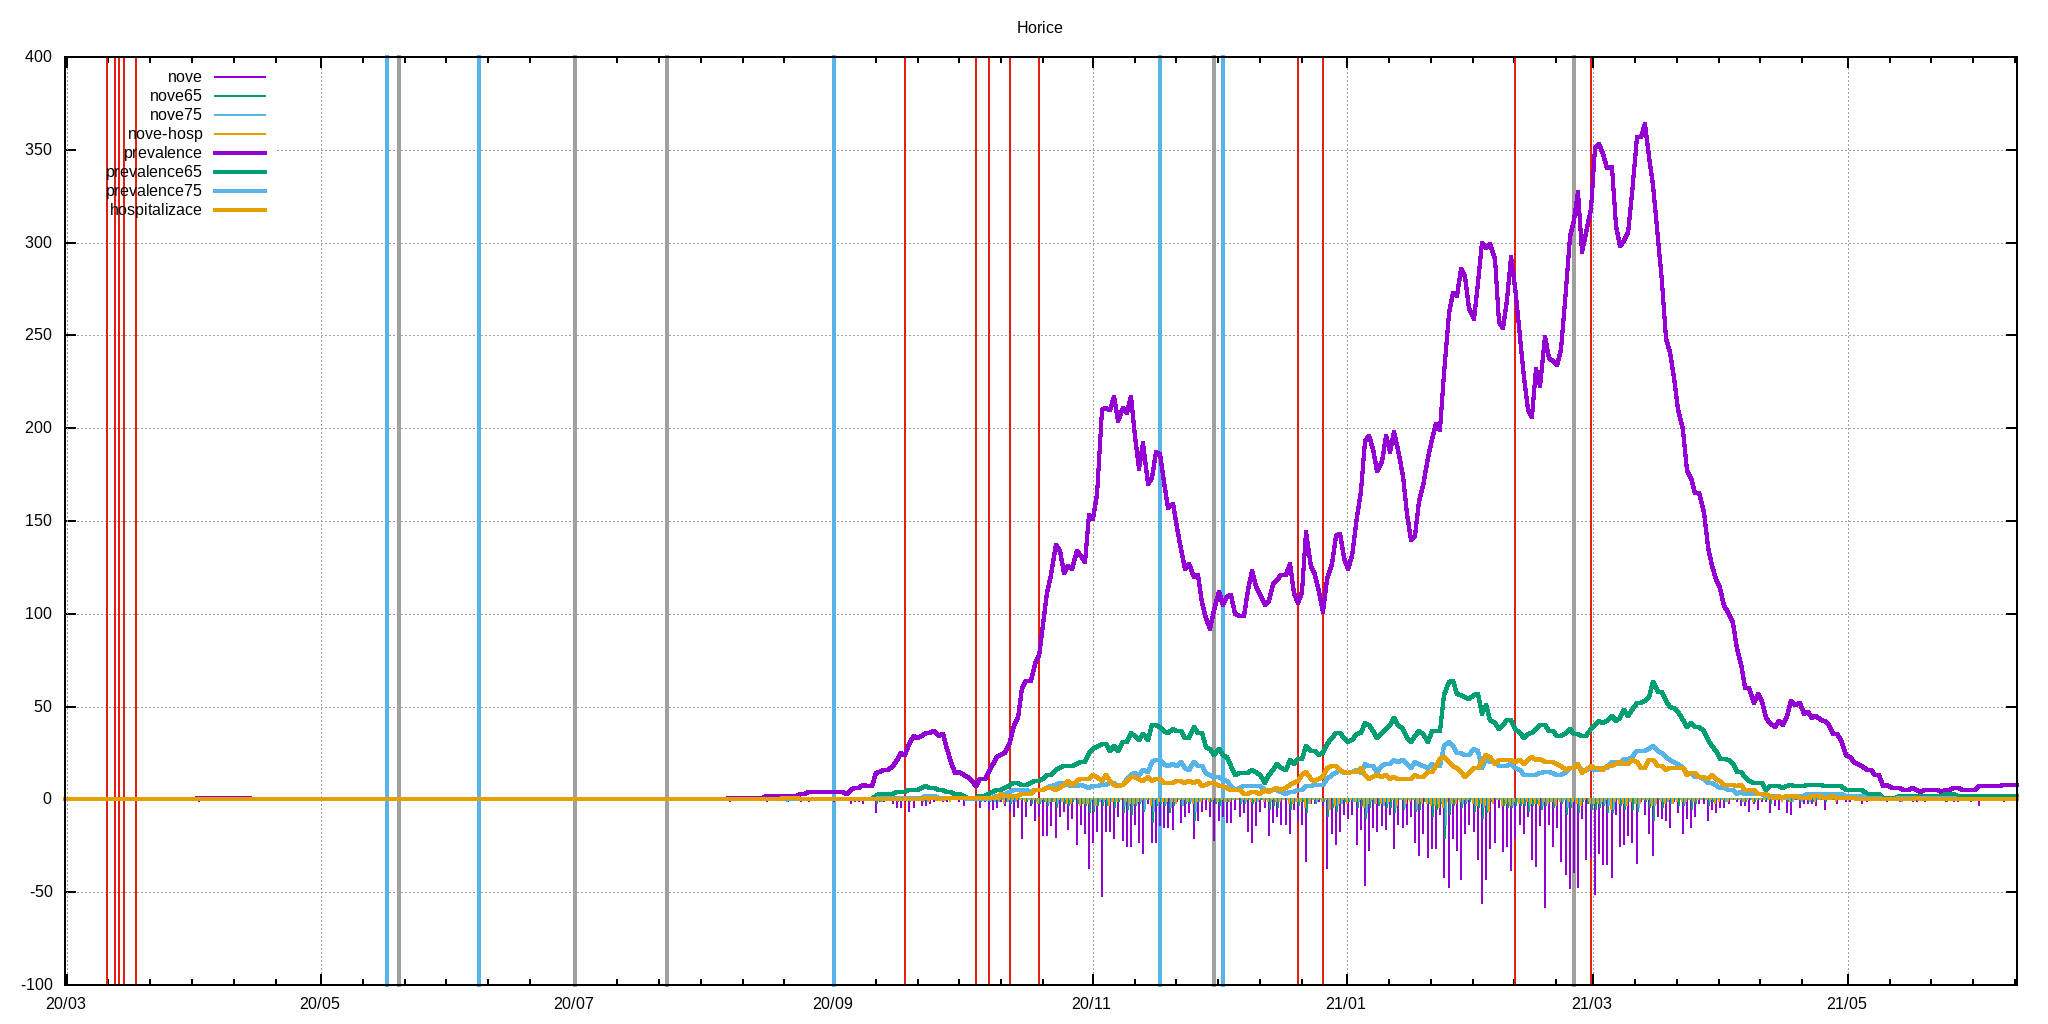 Horice
400
350
300
250
200
150
100
50
0
-50
-100
nove
nove65
nove75
nove-hosp
prevalence
prevalence65
prevalence75
hospitalizace
20/03 20/05 20/07 20/09 20/11 21/01 21/03 21/05